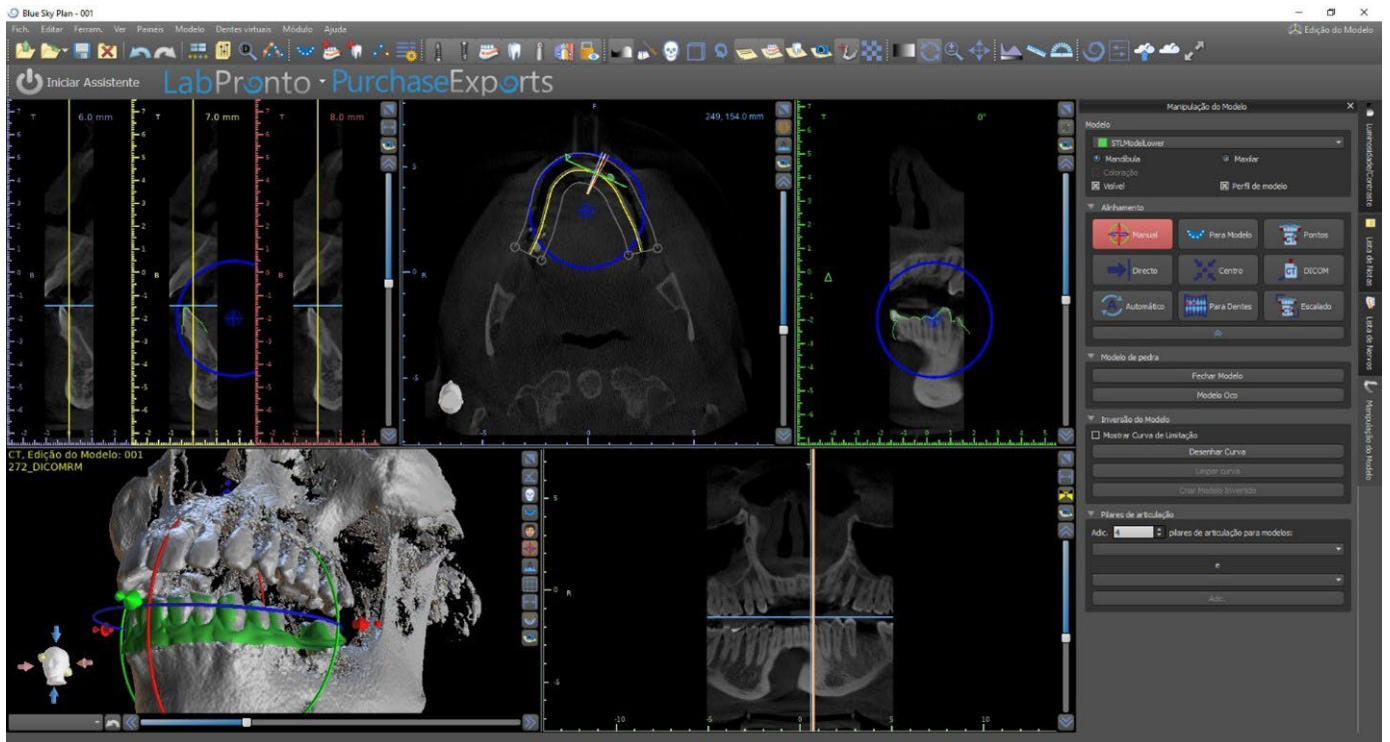 Blue Sky Plan - 001
Fich. Editar Ferram. Ver Painéis Modelo Dentes virtuais Módulo Ajuda
Edição do Modelo
Iniciar Assistente LabPronto · PurchaseExports
T 6.0 mm T 7.0 mm T 8.0 mm
249, 154.0 mm
T 0°
B B B
R
CT, Edição do Modelo: 001
272_DICOMRM
T
R
Manipulação do Modelo
Modelo
STLModelLower
Mandíbula Maxilar
Coloração
Visível Perfil de modelo
Alinhamento
Manual Para Modelo Pontos
Directo Centro DICOM
Automático Para Dentes Escalado
Modelo de pedra
Fechar Modelo
Modelo Oco
Inversão do Modelo
Mostrar Curva de Limitação
Desenhar Curva
Limpar curva
Criar Modelo Invertido
Pilares de articulação
Adic. 4 pilares de articulação para modelos:
e
Adic.
Luminosidade/Contraste
Lista de Notas
Lista de Nervos
Manipulação do Modelo